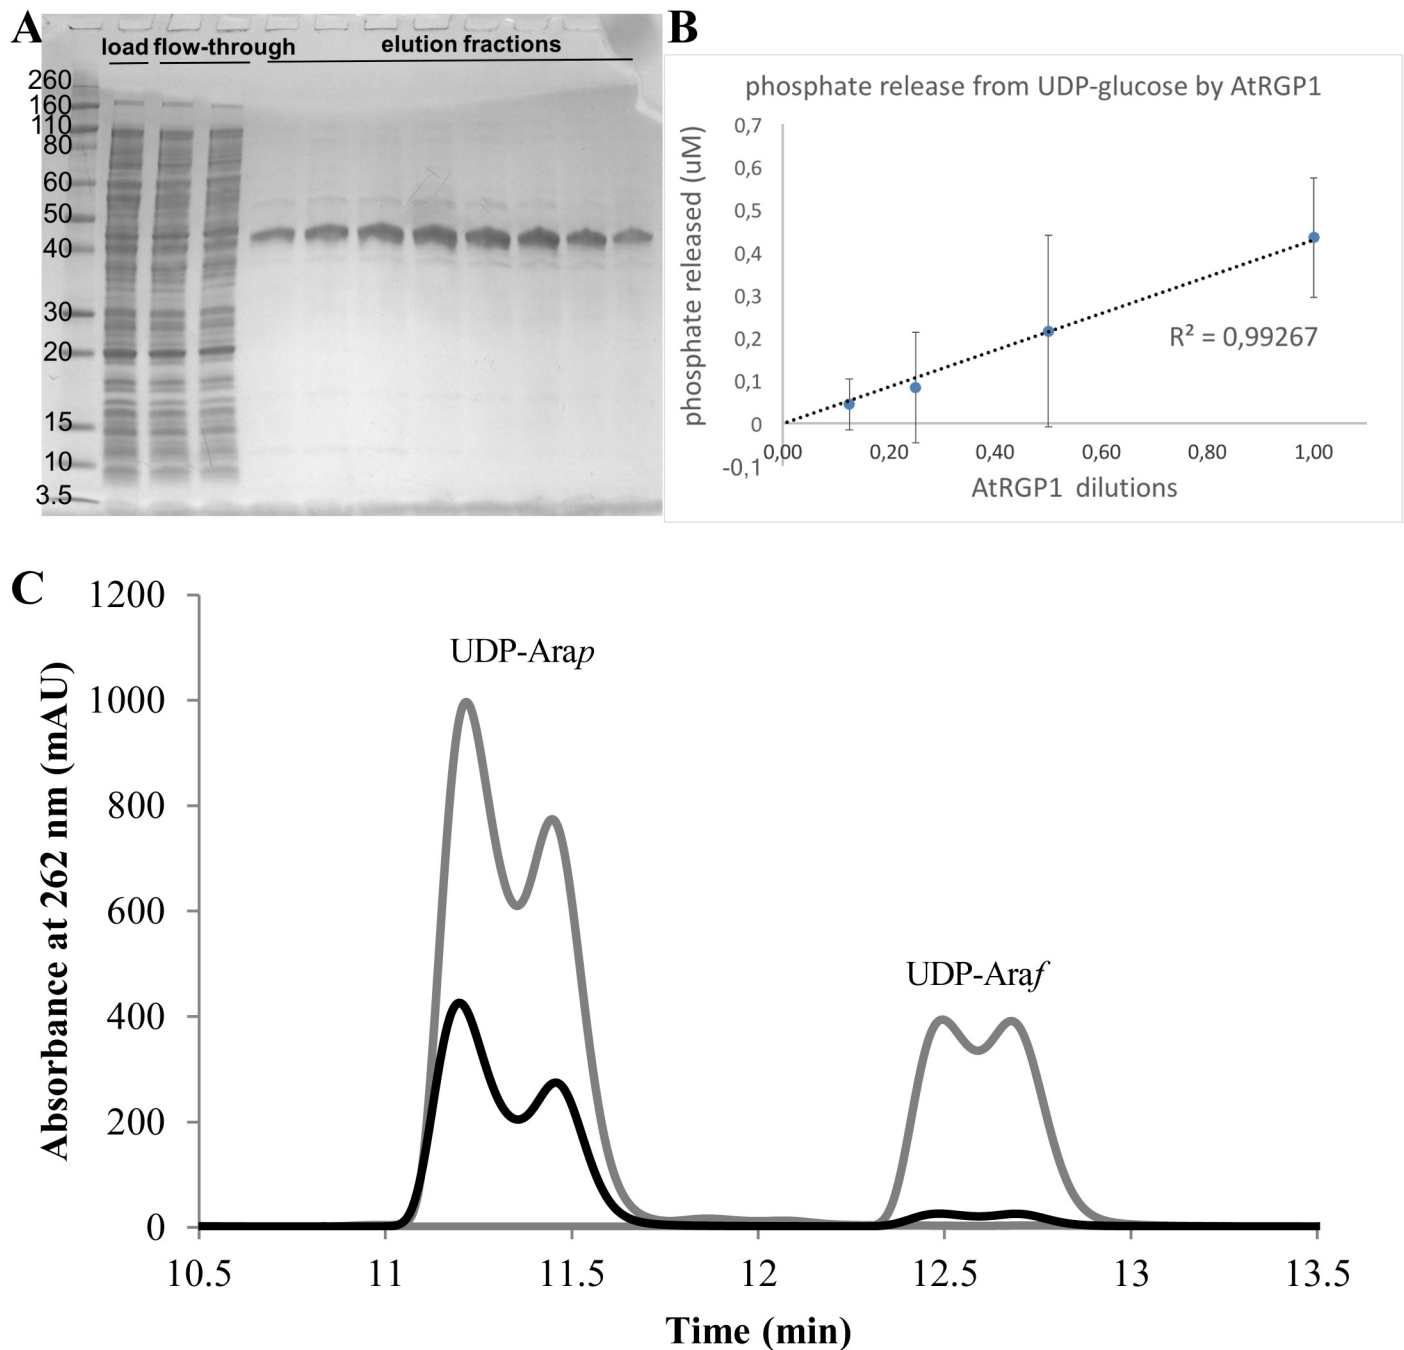 A
load flow-through elution fractions
260
160
110
80
60
50
40
30
20
15
10
3.5
B
phosphate release from UDP-glucose by AtRGP1
phosphate released (uM)
0,7
0,6
0,5
0,4
0,3
0,2
0,1
0
-0,1
0,00 0,20 0,40 0,60 0,80 1,00
R² = 0,99267
AtRGP1 dilutions
C
Absorbance at 262 nm (mAU)
1200
1000
800
600
400
200
0
UDP-Arap
UDP-Araf
10.5 11 11.5 12 12.5 13 13.5
Time (min)